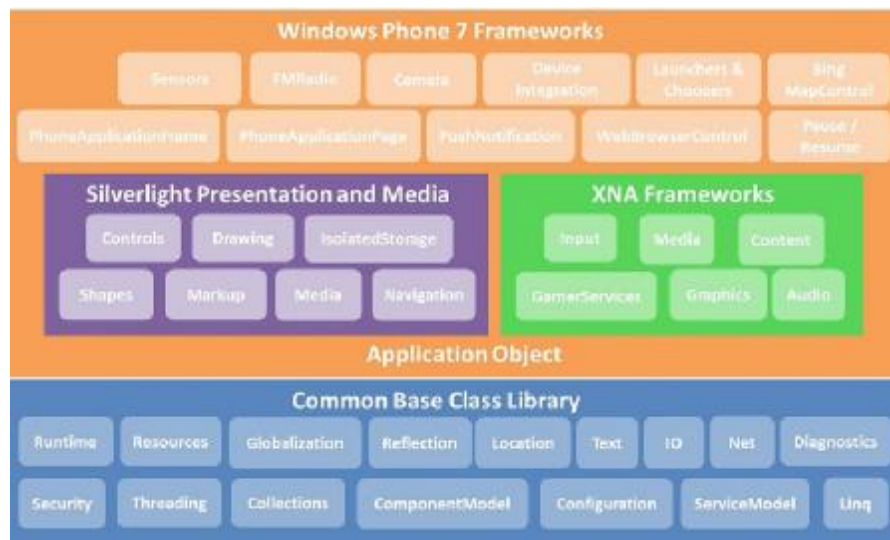 Windows Phone 7 Frameworks
Sensors FMRadio Camera Device Integration Launchers & Choosers Bing MapControl
PhoneApplicationFrame PhoneApplicationPage PushNotification WebBrowserControl Pause / Resume
Silverlight Presentation and Media
Controls Drawing IsolatedStorage
Shapes Markup Media Navigation
XNA Frameworks
Input Media Content
GamerServices Graphics Audio
Application Object
Common Base Class Library
Runtime Resources Globalization Reflection Location Text IO Net Diagnostics
Security Threading Collections ComponentModel Configuration ServiceModel Linq